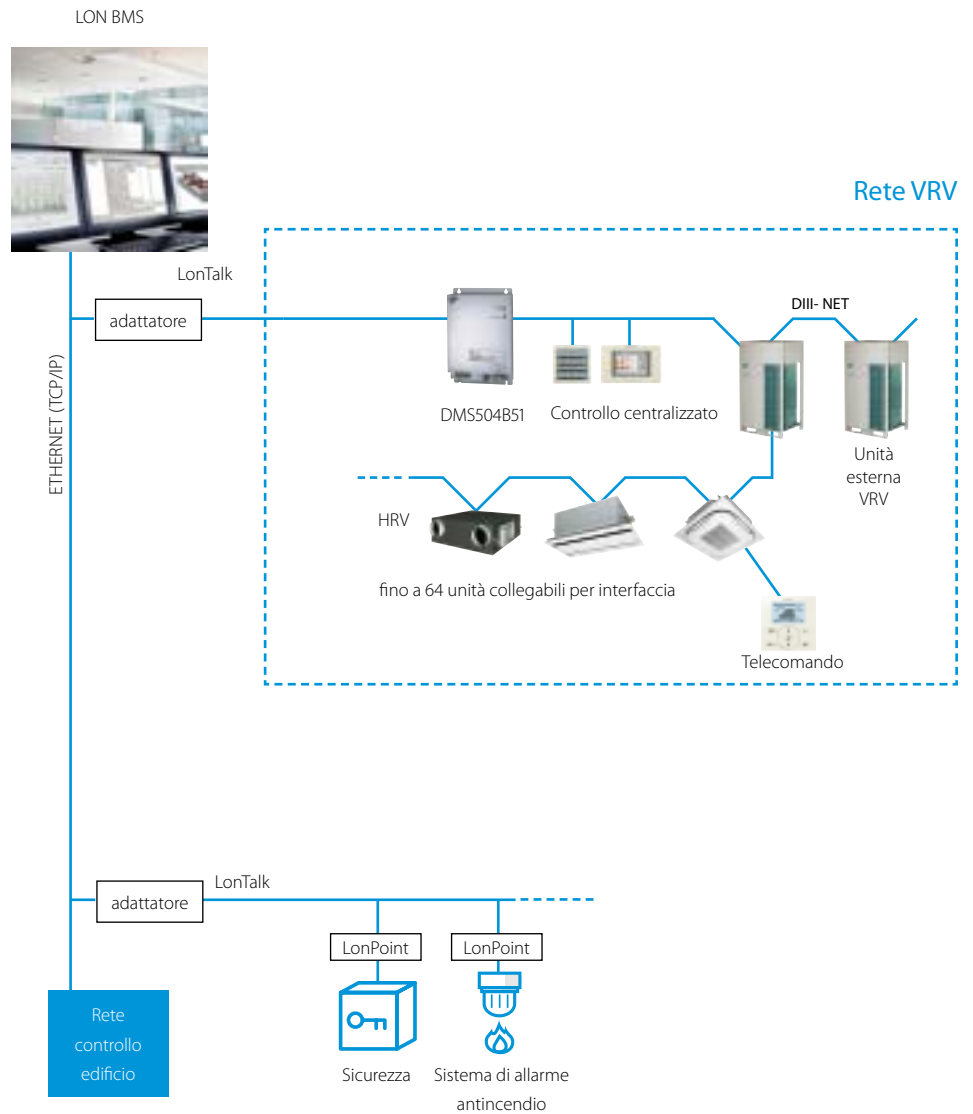 LON BMS
Rete VRV
LonTalk
adattatore
DIII- NET
ETHERNET (TCP/IP)
DMS504B51
Controllo centralizzato
Unità
esterna
VRV
HRV
fino a 64 unità collegabili per interfaccia
Telecomando
LonTalk
adattatore
LonPoint
LonPoint
Rete
controllo
edificio
Sicurezza
Sistema di allarme
antincendio